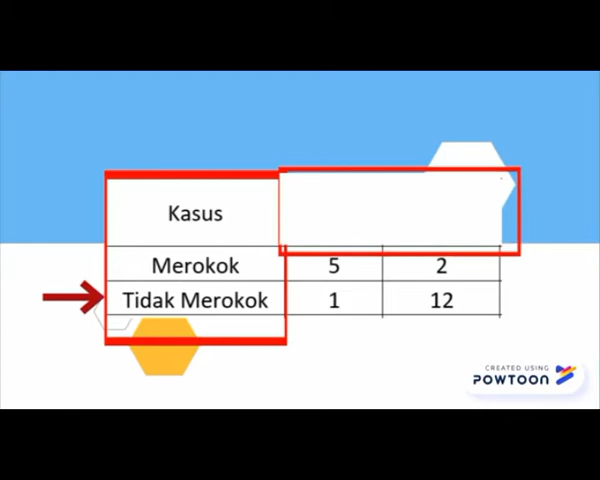 Kasus
Merokok 5 2
Tidak Merokok 1 12
CREATED USING
POWTOON